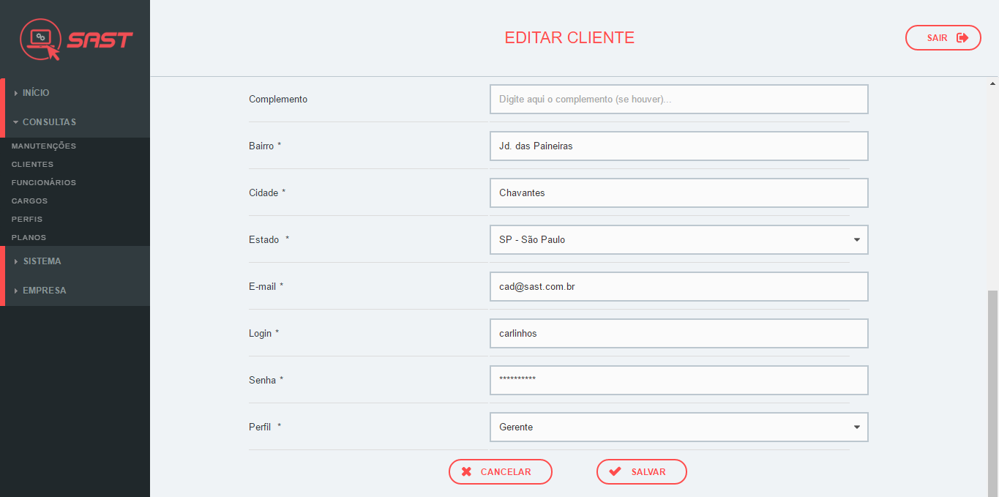 SAST
EDITAR CLIENTE
SAIR
INÍCIO
CONSULTAS
MANUTENÇÕES
CLIENTES
FUNCIONÁRIOS
CARGOS
PERFIS
PLANOS
SISTEMA
EMPRESA
Complemento Digite aqui o complemento (se houver)...
Bairro * Jd. das Paineiras
Cidade * Chavantes
Estado * SP - São Paulo
E-mail * cad@sast.com.br
Login * carlinhos
Senha * **********
Perfil * Gerente
CANCELAR SALVAR